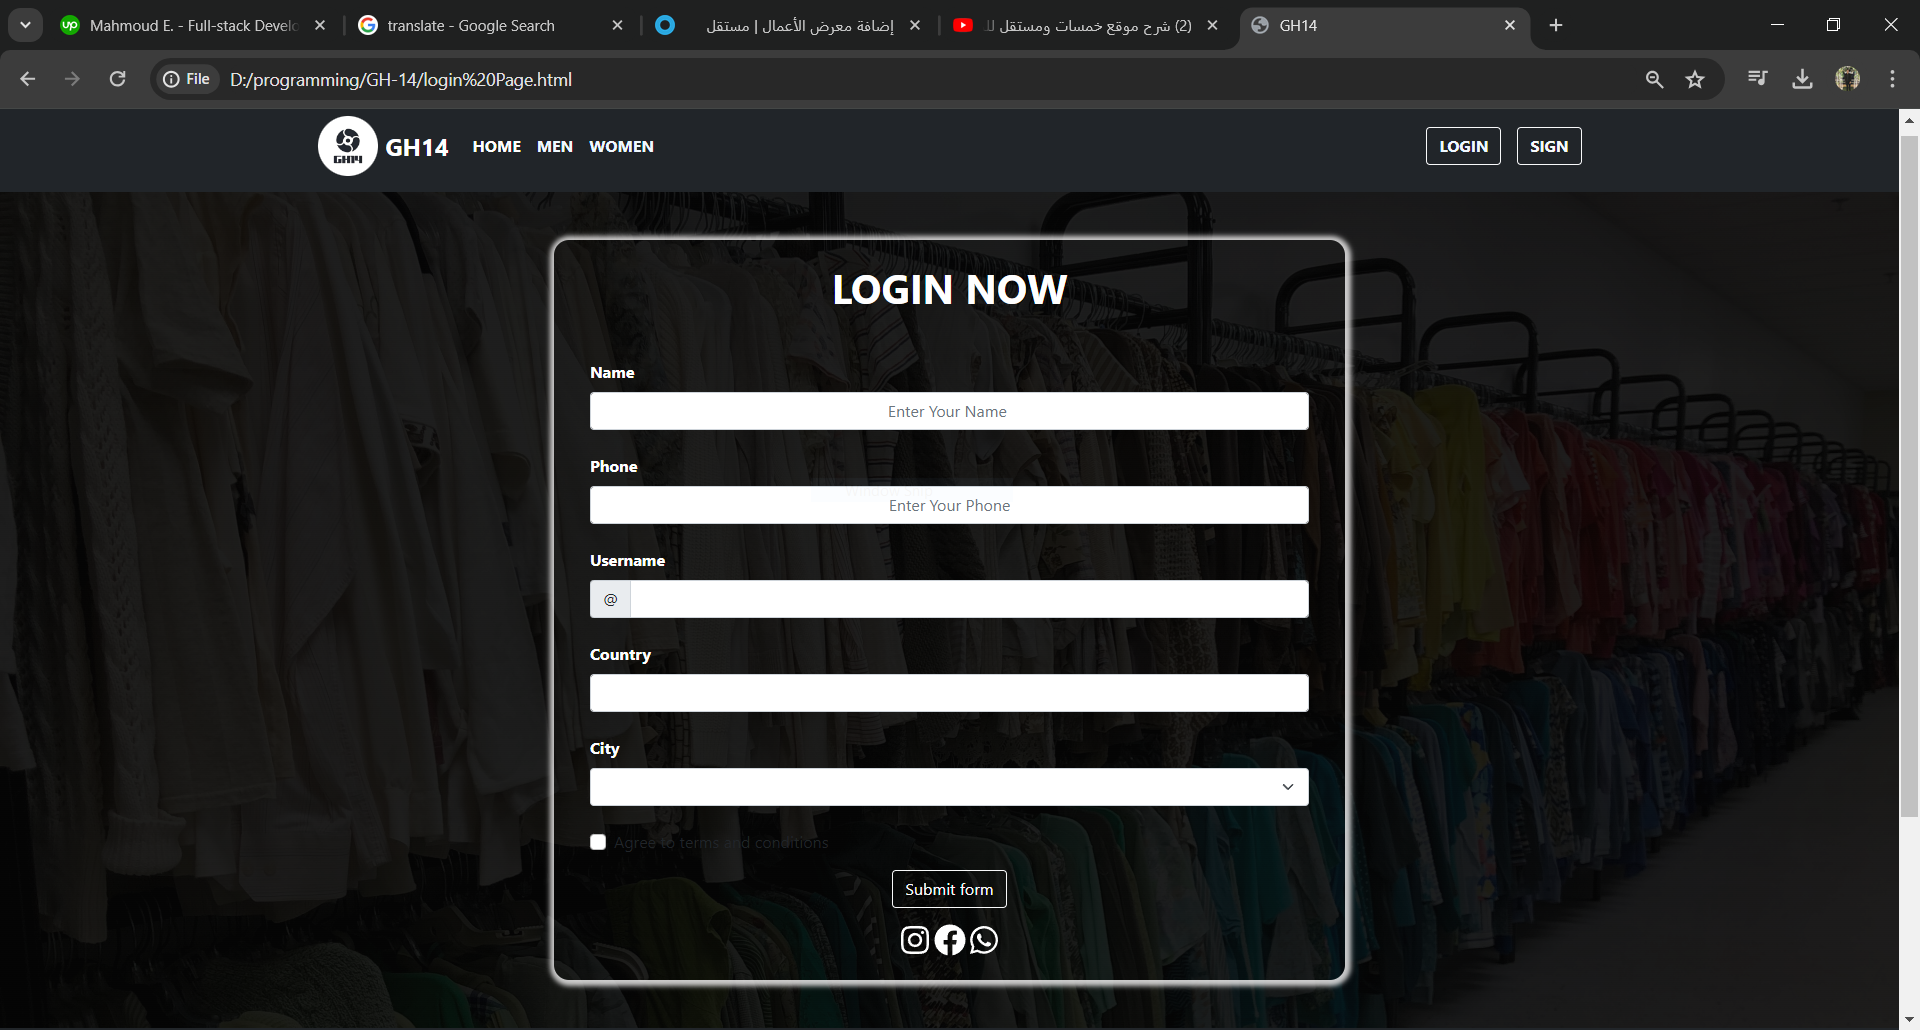 Mahmoud E. - Full-stack Develo
translate - Google Search
إضافة معرض الأعمال | مستقل
(2) شرح موقع خمسات ومستقل لل
GH14
File
D:/programming/GH-14/login%20Page.html
GH14
GH14
HOME
MEN
WOMEN
LOGIN
SIGN
LOGIN NOW
Name
Enter Your Name
Phone
Enter Your Phone
Username
@
Country
City
Agree to terms and conditions
Submit form